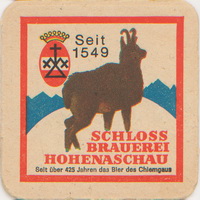 Seit
1549
SCHLOSS
BRAUEREI
HOHENASCHAU
Seit über 425 Jahren das Bier des Chiemgaus